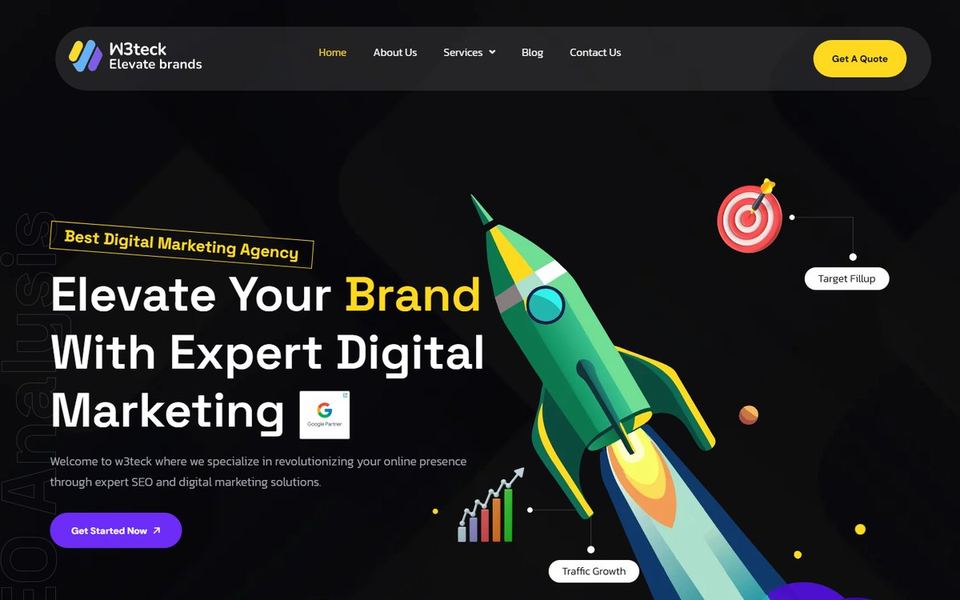 W3teck
Elevate brands
Home
About Us
Services
Blog
Contact Us
Get A Quote
Best Digital Marketing Agency
Elevate Your Brand
With Expert Digital
Marketing
Google Partner
Welcome to w3teck where we specialize in revolutionizing your online presence
through expert SEO and digital marketing solutions.
Get Started Now
Target Fillup
Traffic Growth
EO Analusis